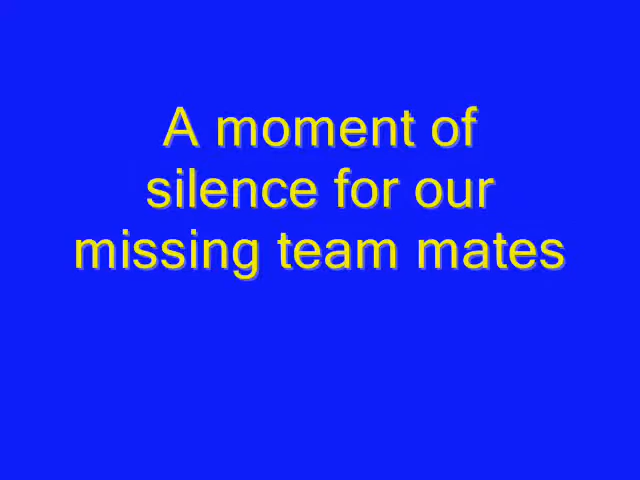 A moment of
silence for our
missing team mates